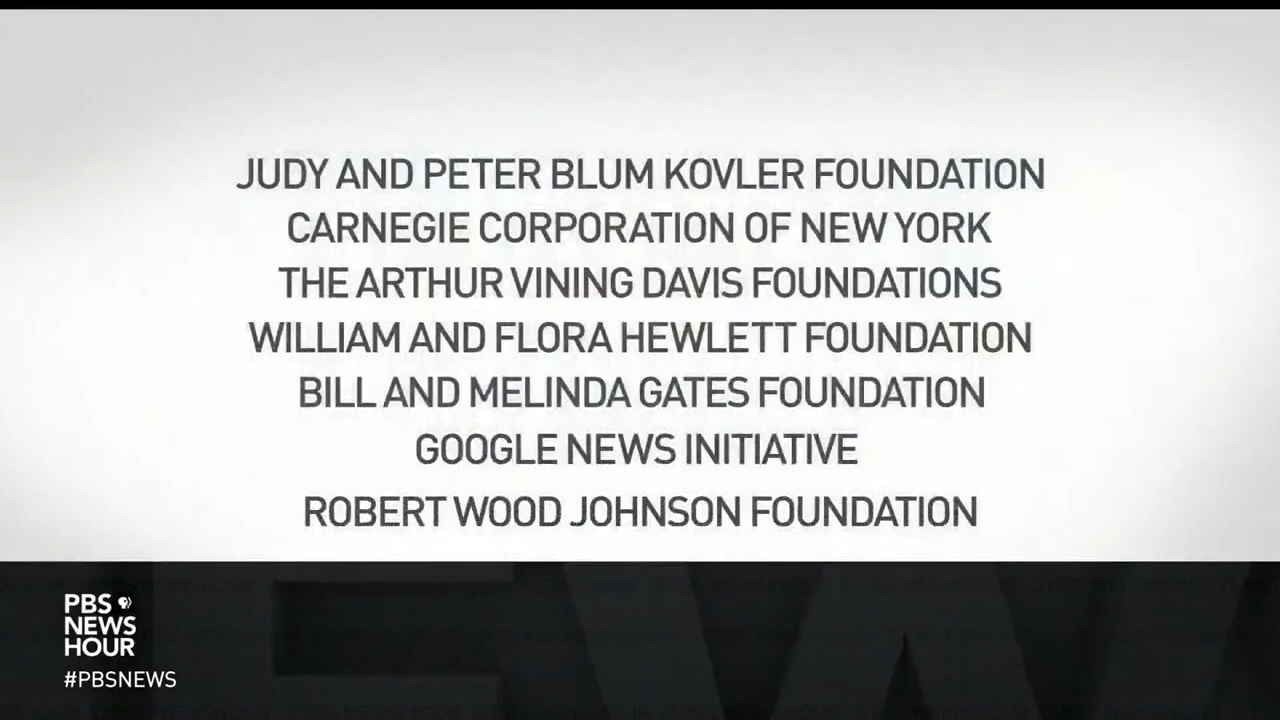 JUDY AND PETER BLUM KOVLER FOUNDATION
CARNEGIE CORPORATION OF NEW YORK
THE ARTHUR VINING DAVIS FOUNDATIONS
WILLIAM AND FLORA HEWLETT FOUNDATION
BILL AND MELINDA GATES FOUNDATION
GOOGLE NEWS INITIATIVE
ROBERT WOOD JOHNSON FOUNDATION
PBS
NEWS
HOUR
#PBSNEWS